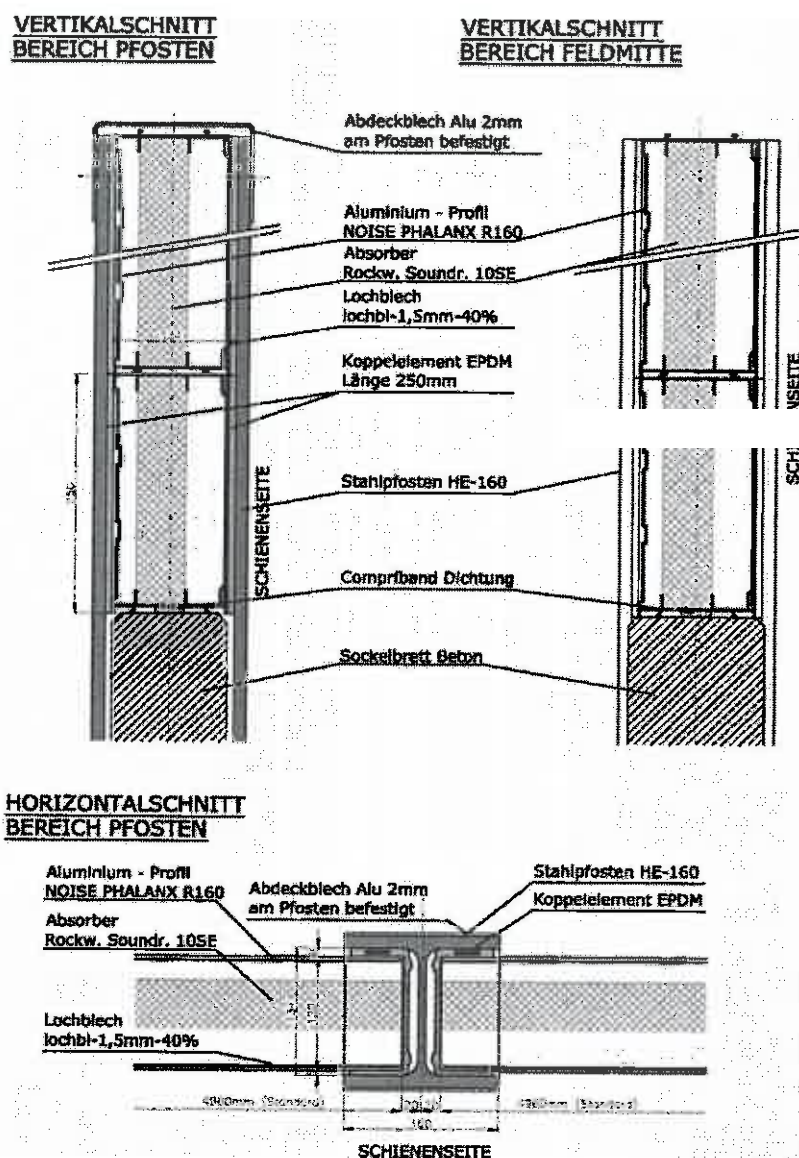 VERTIKALSCHNITT
BEREICH PFOSTEN
VERTIKALSCHNITT
BEREICH FELDMITTE
Abdeckblech Alu 2mm
am Pfosten befestigt
Aluminium - Profil
NOISE PHALANX R160
Absorber
Rockw. Soundr. 10SE
Lochblech
lochbl-1,5mm-40%
Koppelelement EPDM
Länge 250mm
SCHIENENSEITE
Stahlpfosten HE-160
Compriband Dichtung
Sockelbrett Beton
HORIZONTALSCHNITT
BEREICH PFOSTEN
Aluminium - Profil
NOISE PHALANX R160
Absorber
Rockw. Soundr. 10SE
Lochblech
lochbl-1,5mm-40%
Abdeckblech Alu 2mm
am Pfosten befestigt
Stahlpfosten HE-160
Koppelelement EPDM
(Standard)
(Standard)
160
SCHIENENSEITE